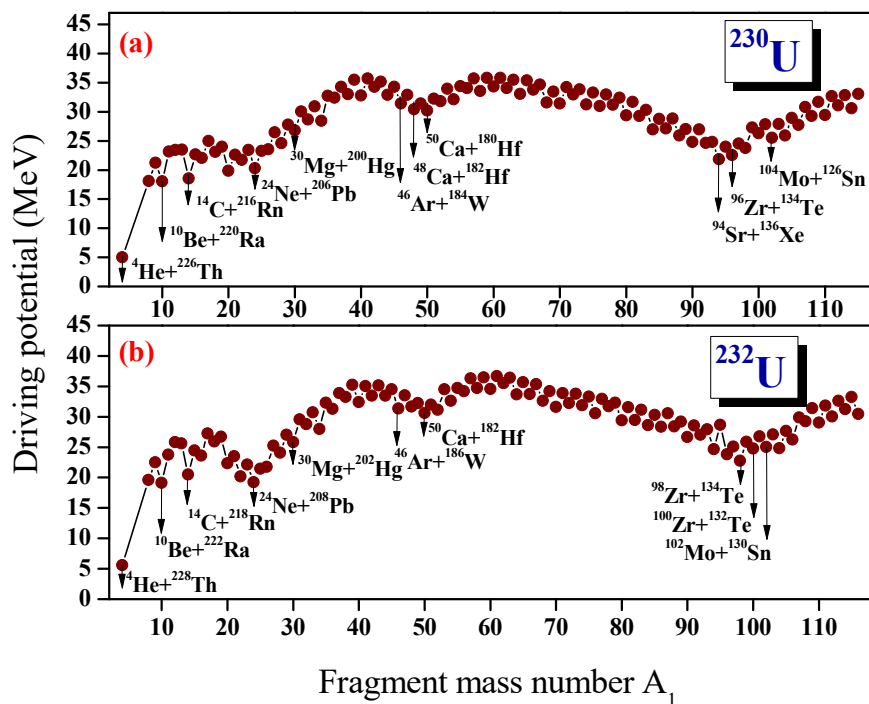 Driving potential (MeV)
45
40
35
30
25
20
15
10
5
0
(a)
²³⁰U
⁵⁰Ca+¹⁸⁰Hf
³⁰Mg+²⁰⁰Hg
⁴⁸Ca+¹⁸²Hf
²⁴Ne+²⁰⁶Pb
⁴⁶Ar+¹⁸⁴W
¹⁴C+²¹⁶Rn
¹⁰Be+²²⁰Ra
⁴He+²²⁶Th
¹⁰⁴Mo+¹²⁶Sn
⁹⁶Zr+¹³⁴Te
⁹⁴Sr+¹³⁶Xe
10 20 30 40 50 60 70 80 90 100 110
45
40
35
30
25
20
15
10
5
0
(b)
²³²U
⁵⁰Ca+¹⁸²Hf
³⁰Mg+²⁰²Hg
⁴⁶Ar+¹⁸⁶W
²⁴Ne+²⁰⁸Pb
¹⁴C+²¹⁸Rn
¹⁰Be+²²²Ra
⁴He+²²⁸Th
⁹⁸Zr+¹³⁴Te
¹⁰⁰Zr+¹³²Te
¹⁰²Mo+¹³⁰Sn
10 20 30 40 50 60 70 80 90 100 110
Fragment mass number A₁